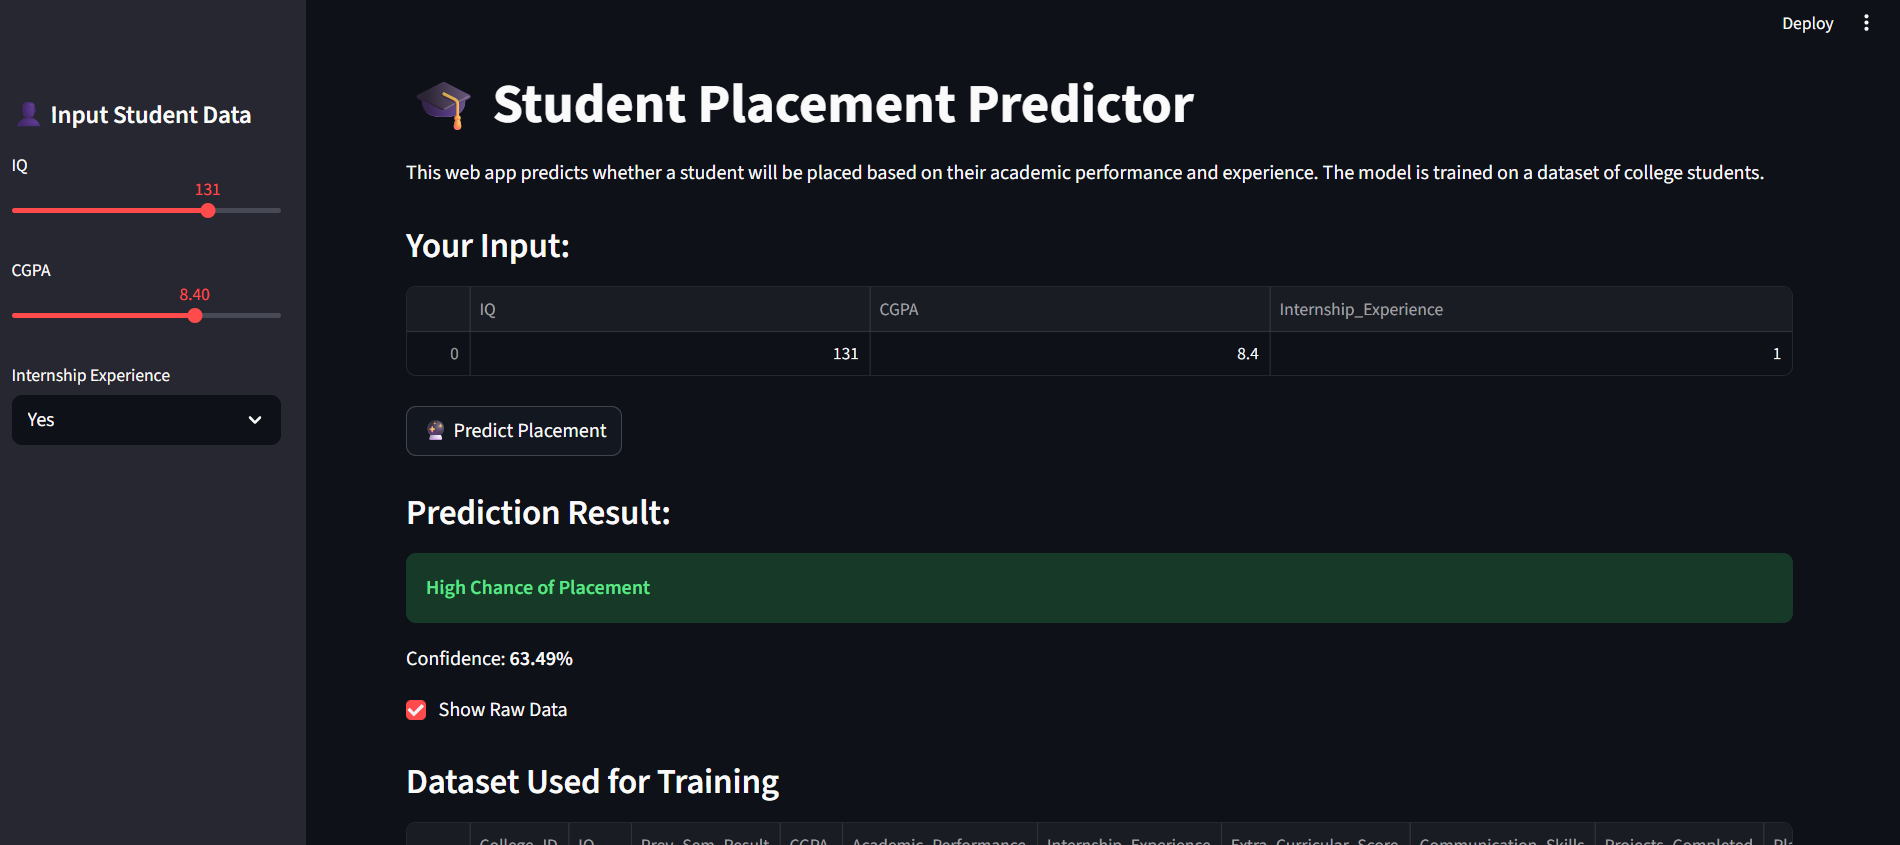 Deploy
Input Student Data
IQ
131
CGPA
8.40
Internship Experience
Yes
Student Placement Predictor
This web app predicts whether a student will be placed based on their academic performance and experience. The model is trained on a dataset of college students.
Your Input:
IQ CGPA Internship_Experience
0 131 8.4 1
Predict Placement
Prediction Result:
High Chance of Placement
Confidence: 63.49%
Show Raw Data
Dataset Used for Training
College_ID IQ Prev_Sem_Result CGPA Academic_Performance Internship_Experience Extra_Curricular_Score Communication_Skills Projects_Completed